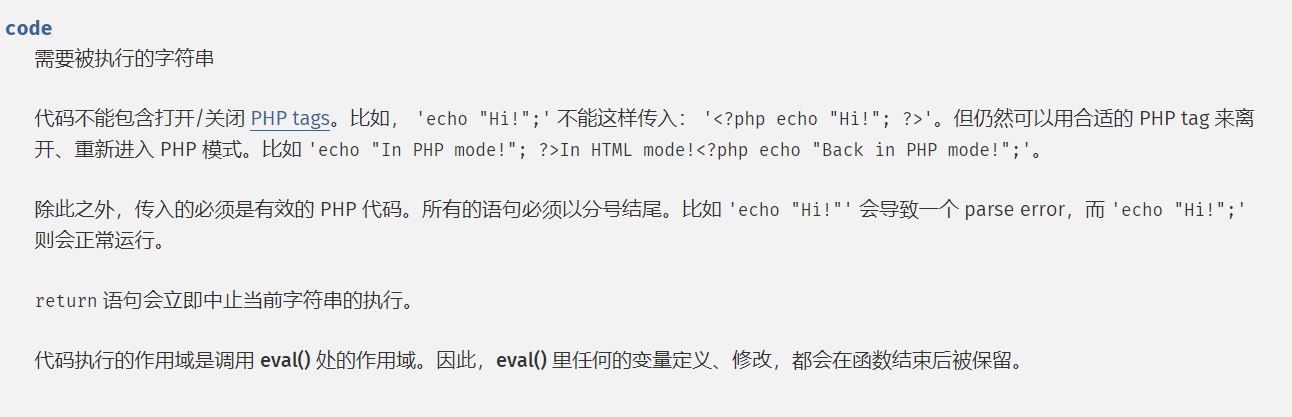 code
需要被执行的字符串
代码不能包含打开/关闭 PHP tags。比如， 'echo "Hi!";' 不能这样传入： '<?php echo "Hi!"; ?>'。但仍然可以用合适的 PHP tag 来离
开、重新进入 PHP 模式。比如 'echo "In PHP mode!"; ?>In HTML mode!<?php echo "Back in PHP mode!";'。
除此之外，传入的必须是有效的 PHP 代码。所有的语句必须以分号结尾。比如 'echo "Hi!"' 会导致一个 parse error，而 'echo "Hi!";'
则会正常运行。
return 语句会立即中止当前字符串的执行。
代码执行的作用域是调用 eval() 处的作用域。因此，eval() 里任何的变量定义、修改，都会在函数结束后被保留。